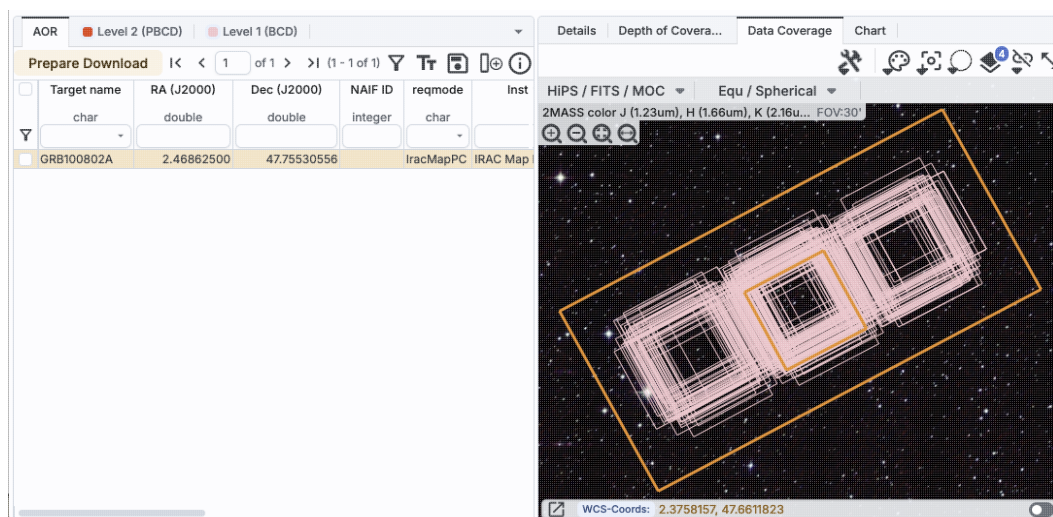 AOR Level 2 (PBCD) Level 1 (BCD)
Prepare Download 1 of 1 (1 - 1 of 1)
Target name RA (J2000) Dec (J2000) NAIF ID reqmode Inst
char double double integer char
GRB100802A 2.46862500 47.75530556 IracMapPC IRAC Map
Details Depth of Covera... Data Coverage Chart
4
HiPS / FITS / MOC Equ / Spherical
2MASS color J (1.23um), H (1.66um), K (2.16u... FOV:30'
WCS-Coords: 2.3758157, 47.6611823